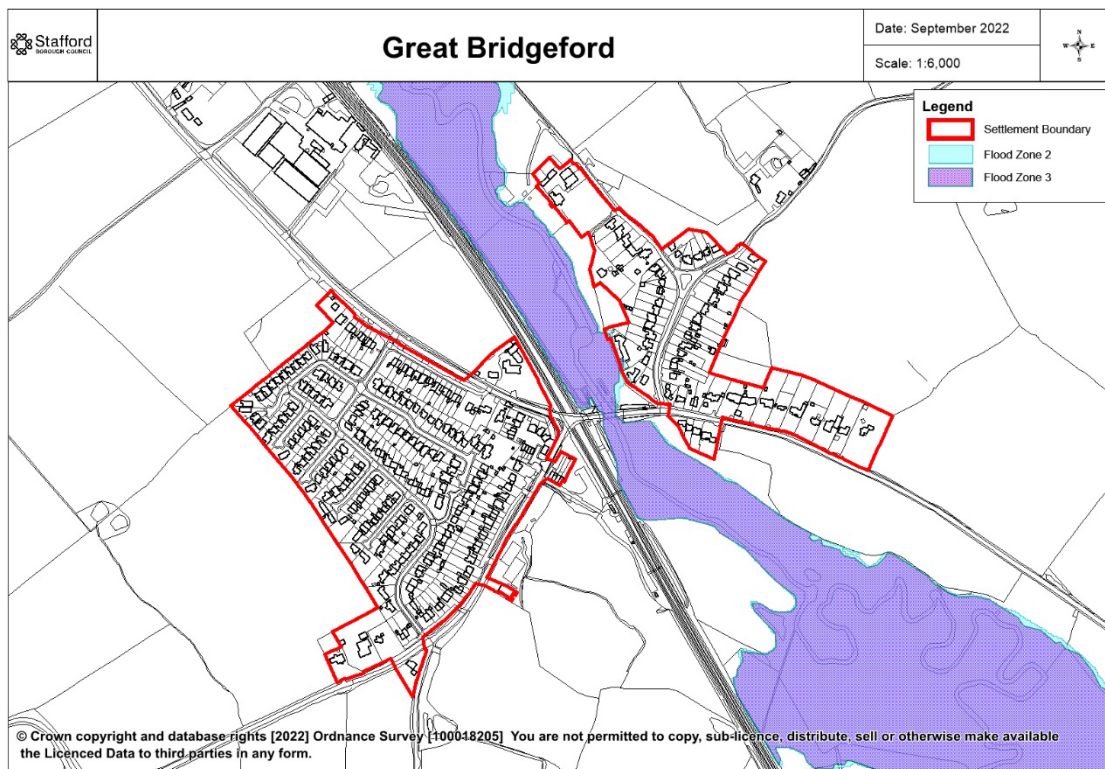 Stafford
BOROUGH COUNCIL
Great Bridgeford
Date: September 2022
Scale: 1:6,000
N
W E
S
Legend
Settlement Boundary
Flood Zone 2
Flood Zone 3
© Crown copyright and database rights [2022] Ordnance Survey [100018205] You are not permitted to copy, sub-licence, distribute, sell or otherwise make available
the Licenced Data to third parties in any form.